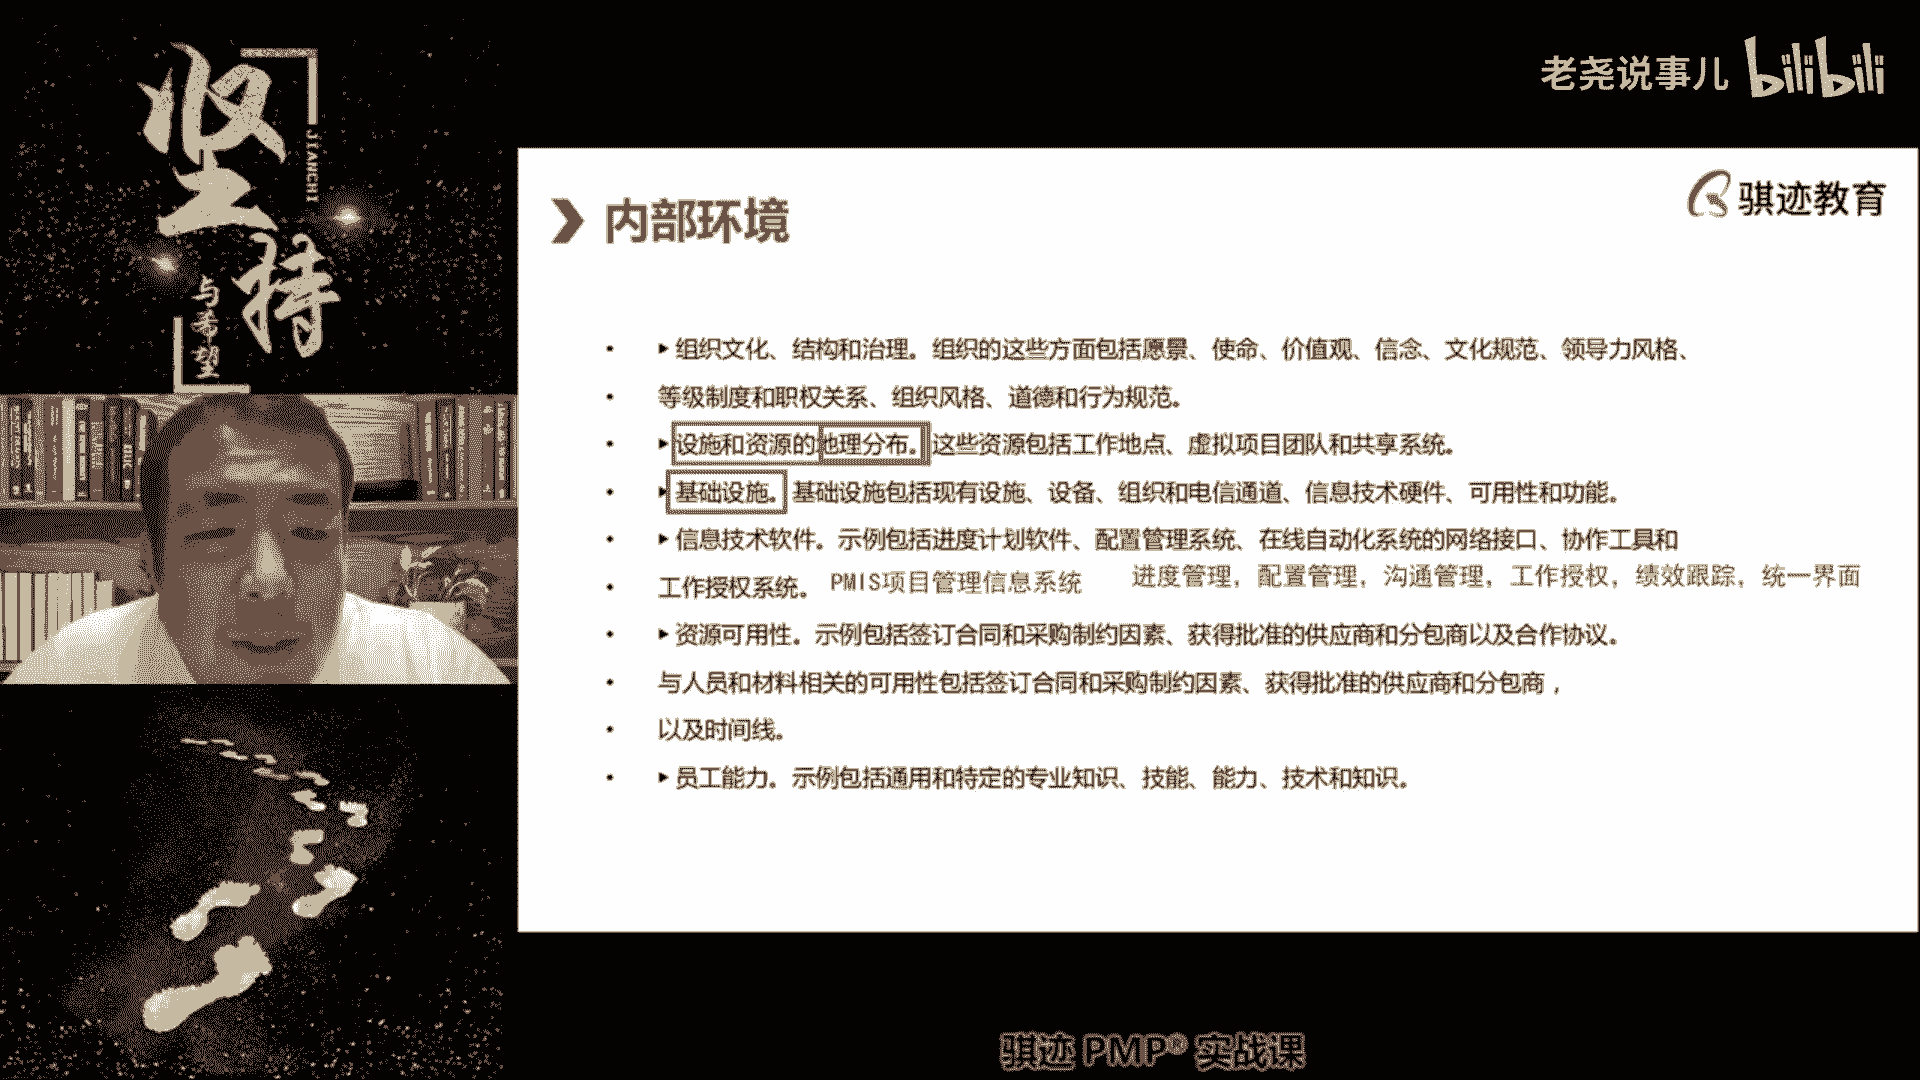 坚持
JIANCHI
与希望
老尧说事儿 bilibili
骐迹教育
内部环境
• ▸组织文化、结构和治理。组织的这些方面包括愿景、使命、价值观、信念、文化规范、领导力风格、
• 等级制度和职权关系、组织风格、道德和行为规范。
• ▸设施和资源的地理分布。这些资源包括工作地点、虚拟项目团队和共享系统。
• ▸基础设施。基础设施包括现有设施、设备、组织和电信通道、信息技术硬件、可用性和功能。
• ▸信息技术软件。示例包括进度计划软件、配置管理系统、在线自动化系统的网络接口、协作工具和
• 工作授权系统。 PMIS项目管理信息系统 进度管理，配置管理，沟通管理，工作授权，绩效跟踪，统一界面
• ▸资源可用性。示例包括签订合同和采购制约因素、获得批准的供应商和分包商以及合作协议。
• 与人员和材料相关的可用性包括签订合同和采购制约因素、获得批准的供应商和分包商，
• 以及时间线。
• ▸员工能力。示例包括通用和特定的专业知识、技能、能力、技术和知识。
骐迹 PMP® 实战课